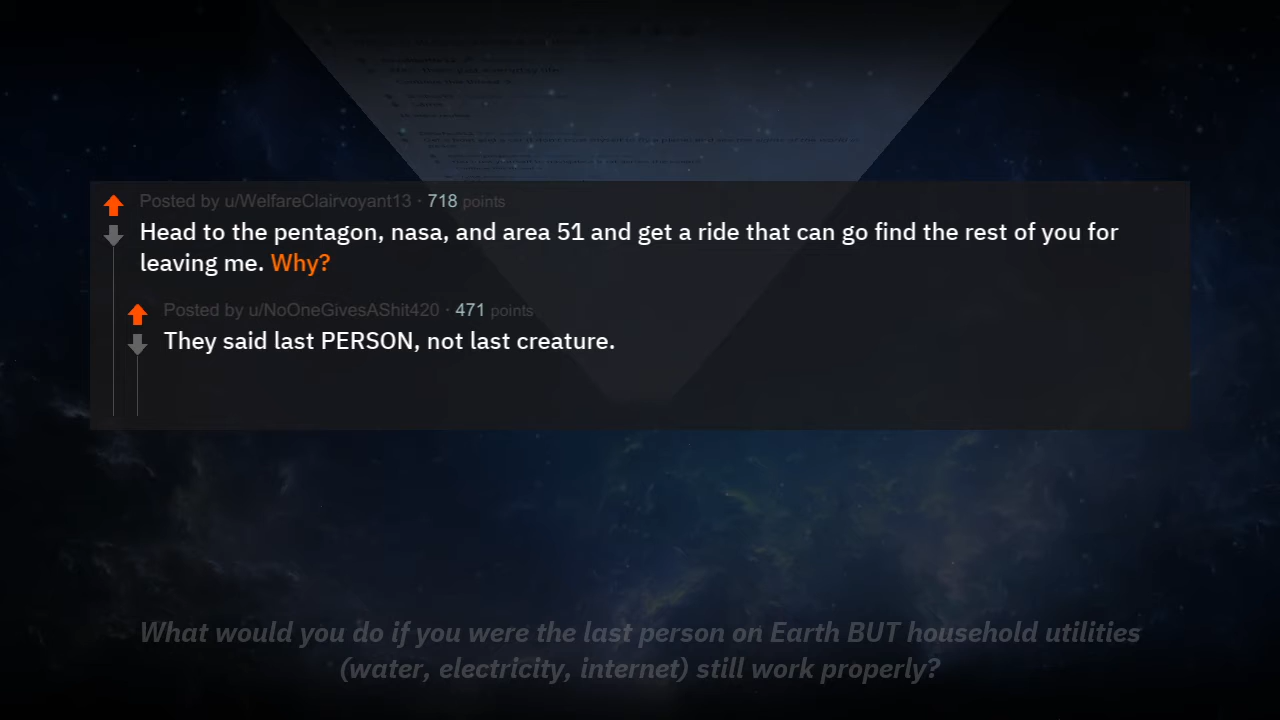 Posted by u/WelfareClairvoyant13 · 718 points
Head to the pentagon, nasa, and area 51 and get a ride that can go find the rest of you for
leaving me. Why?
Posted by u/NoOneGivesAShit420 · 471 points
They said last PERSON, not last creature.
What would you do if you were the last person on Earth BUT household utilities
(water, electricity, internet) still work properly?